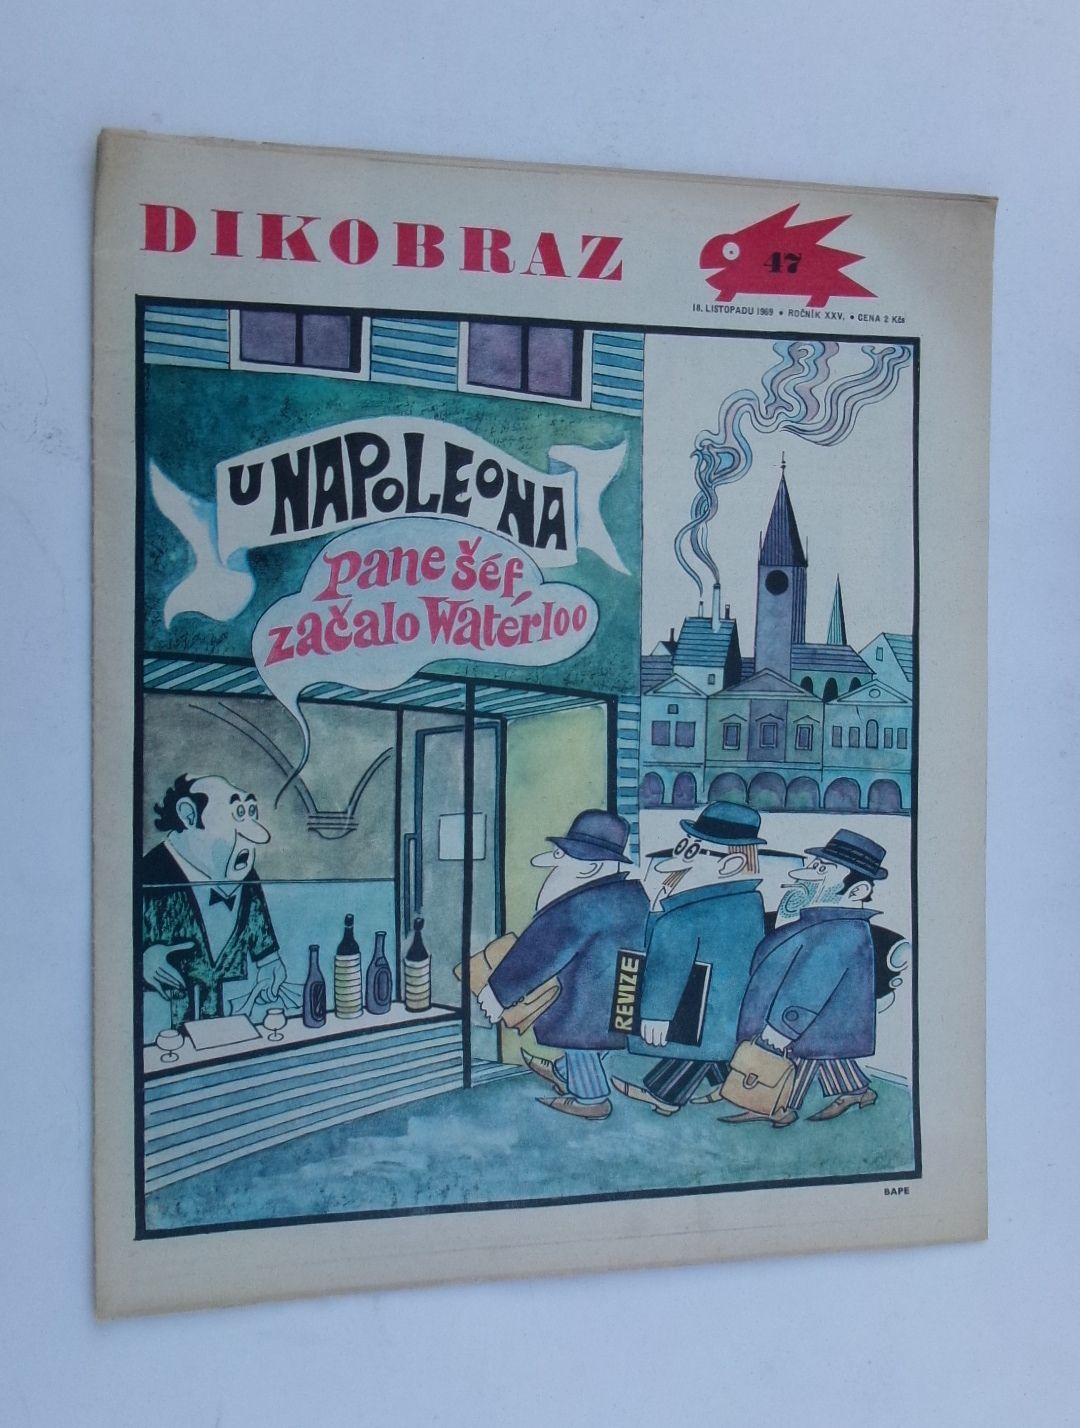 DIKOBRAZ
47
18. LISTOPADU 1969 • ROČNÍK XXV. • CENA 2 Kčs
U NAPOLEONA
Pane šéf,
začalo Watérloo
REVIZE
BAPE